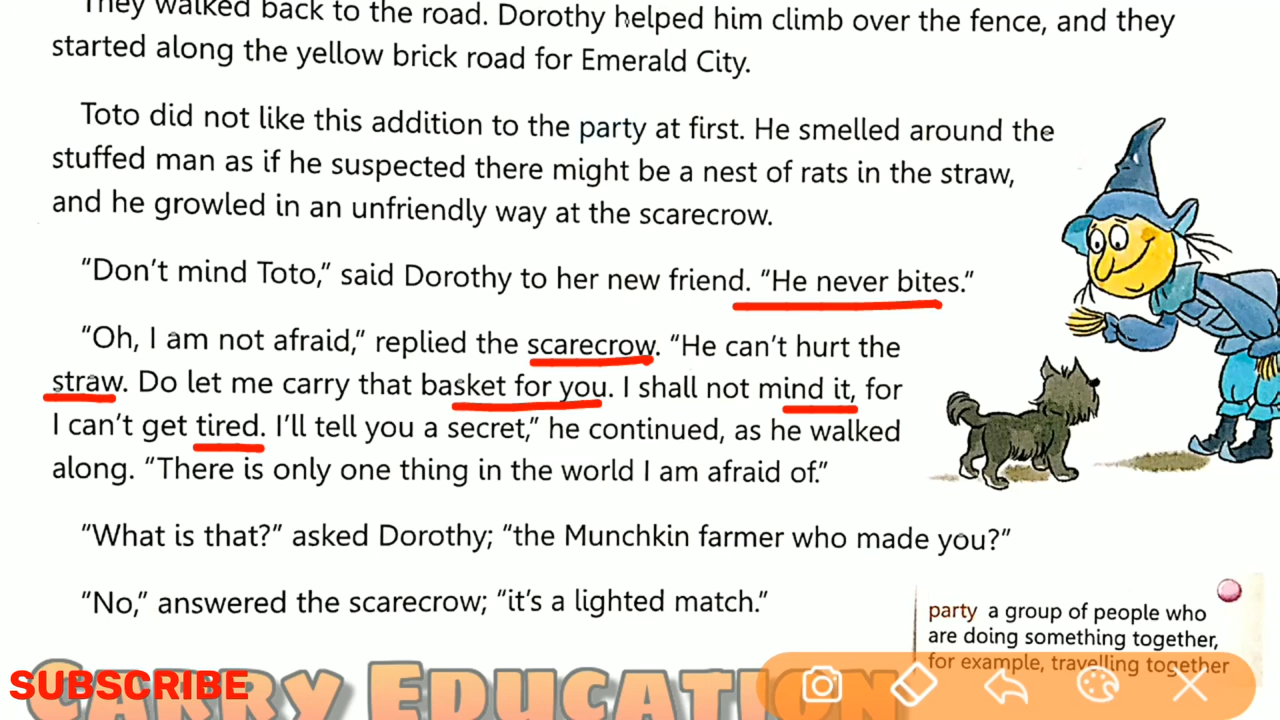 They walked back to the road. Dorothy helped him climb over the fence, and they
started along the yellow brick road for Emerald City.
Toto did not like this addition to the party at first. He smelled around the
stuffed man as if he suspected there might be a nest of rats in the straw,
and he growled in an unfriendly way at the scarecrow.
“Don’t mind Toto,” said Dorothy to her new friend. “He never bites.”
“Oh, I am not afraid,” replied the scarecrow. “He can’t hurt the
straw. Do let me carry that basket for you. I shall not mind it, for
I can’t get tired. I’ll tell you a secret,” he continued, as he walked
along. “There is only one thing in the world I am afraid of.”
“What is that?” asked Dorothy; “the Munchkin farmer who made you?”
“No,” answered the scarecrow; “it’s a lighted match.”
party a group of people who
are doing something together,
for example, travelling together
CARRY EDUCATION
SUBSCRIBE